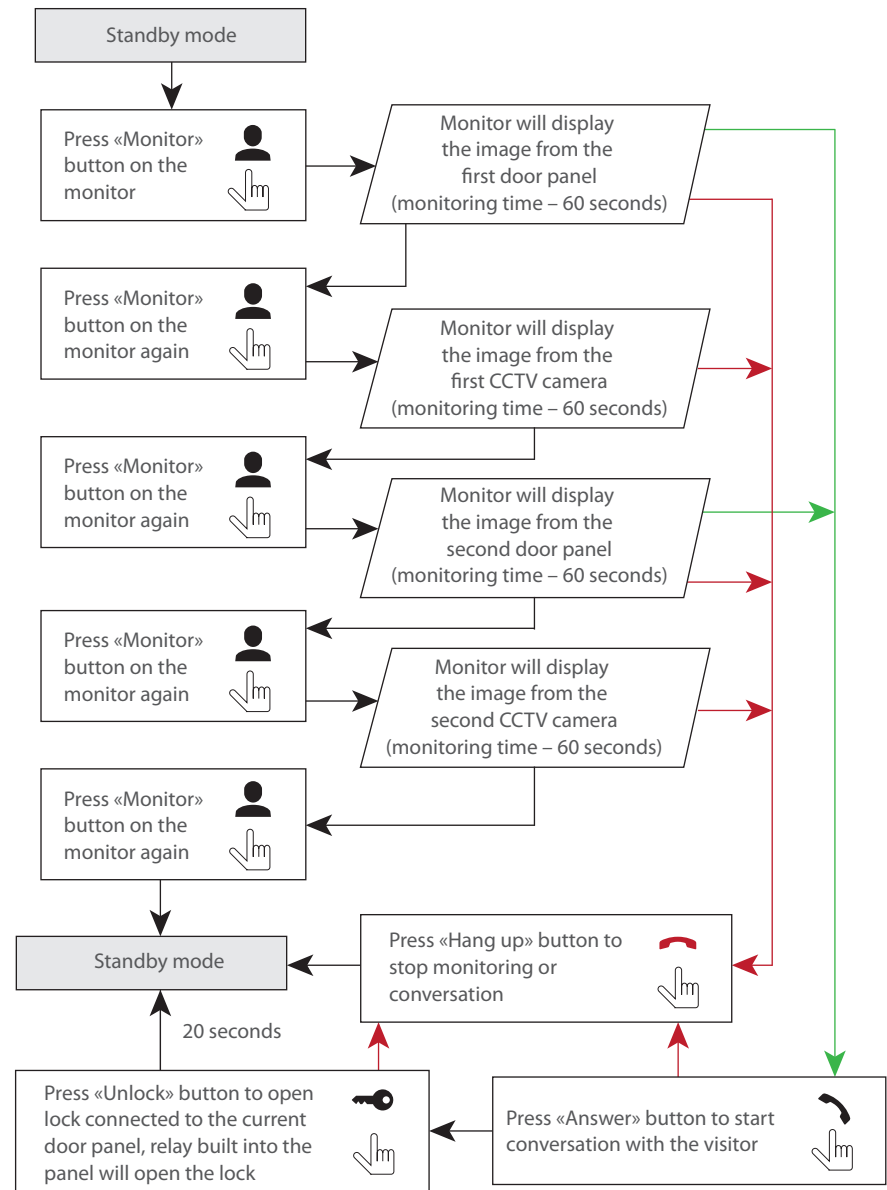 Standby mode
Press «Monitor»
button on the
monitor
Monitor will display
the image from the
first door panel
(monitoring time – 60 seconds)
Press «Monitor»
button on the
monitor again
Monitor will display
the image from the
first CCTV camera
(monitoring time – 60 seconds)
Press «Monitor»
button on the
monitor again
Monitor will display
the image from the
second door panel
(monitoring time – 60 seconds)
Press «Monitor»
button on the
monitor again
Monitor will display
the image from the
second CCTV camera
(monitoring time – 60 seconds)
Press «Monitor»
button on the
monitor again
Standby mode
Press «Hang up» button to
stop monitoring or
conversation
20 seconds
Press «Unlock» button to open
lock connected to the current
door panel, relay built into the
panel will open the lock
Press «Answer» button to start
conversation with the visitor